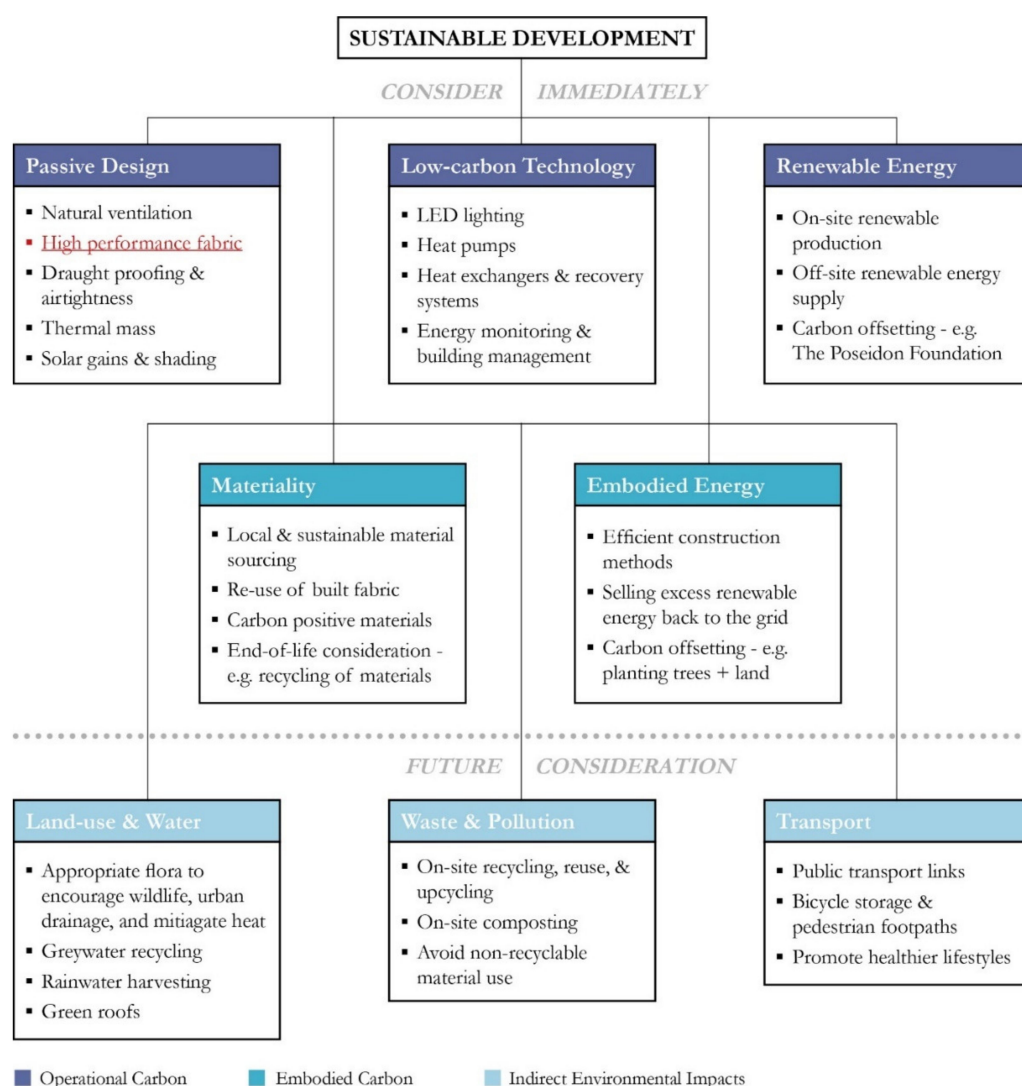 SUSTAINABLE DEVELOPMENT
CONSIDER IMMEDIATELY
Passive Design
▪ Natural ventilation
▪ High performance fabric
▪ Draught proofing &
airtightness
▪ Thermal mass
▪ Solar gains & shading
Low-carbon Technology
▪ LED lighting
▪ Heat pumps
▪ Heat exchangers & recovery
systems
▪ Energy monitoring &
building management
Renewable Energy
▪ On-site renewable
production
▪ Off-site renewable energy
supply
▪ Carbon offsetting - e.g.
The Poseidon Foundation
Materiality
▪ Local & sustainable material
sourcing
▪ Re-use of built fabric
▪ Carbon positive materials
▪ End-of-life consideration -
e.g. recycling of materials
Embodied Energy
▪ Efficient construction
methods
▪ Selling excess renewable
energy back to the grid
▪ Carbon offsetting - e.g.
planting trees + land
FUTURE CONSIDERATION
Land-use & Water
▪ Appropriate flora to
encourage wildlife, urban
drainage, and mitiagate heat
▪ Greywater recycling
▪ Rainwater harvesting
▪ Green roofs
Waste & Pollution
▪ On-site recycling, reuse, &
upcycling
▪ On-site composting
▪ Avoid non-recyclable
material use
Transport
▪ Public transport links
▪ Bicycle storage &
pedestrian footpaths
▪ Promote healthier lifestyles
Operational Carbon
Embodied Carbon
Indirect Environmental Impacts